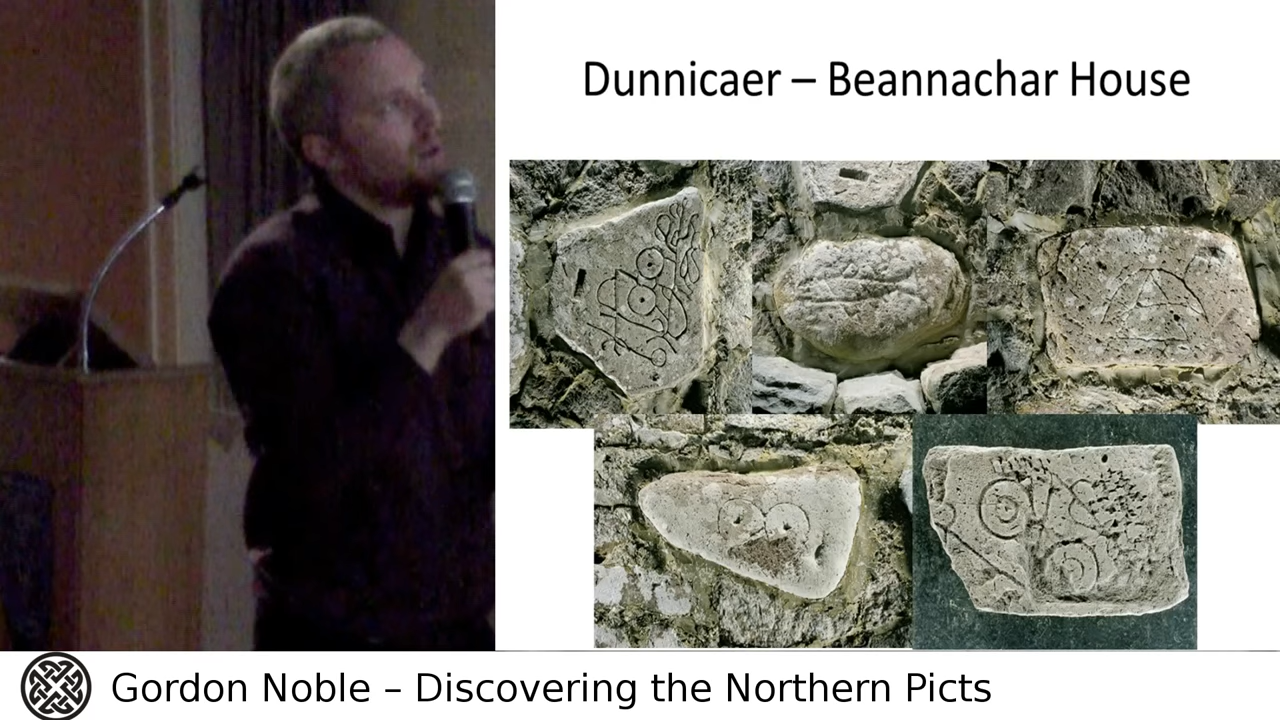 Dunnicaer – Beannachar House
Gordon Noble – Discovering the Northern Picts